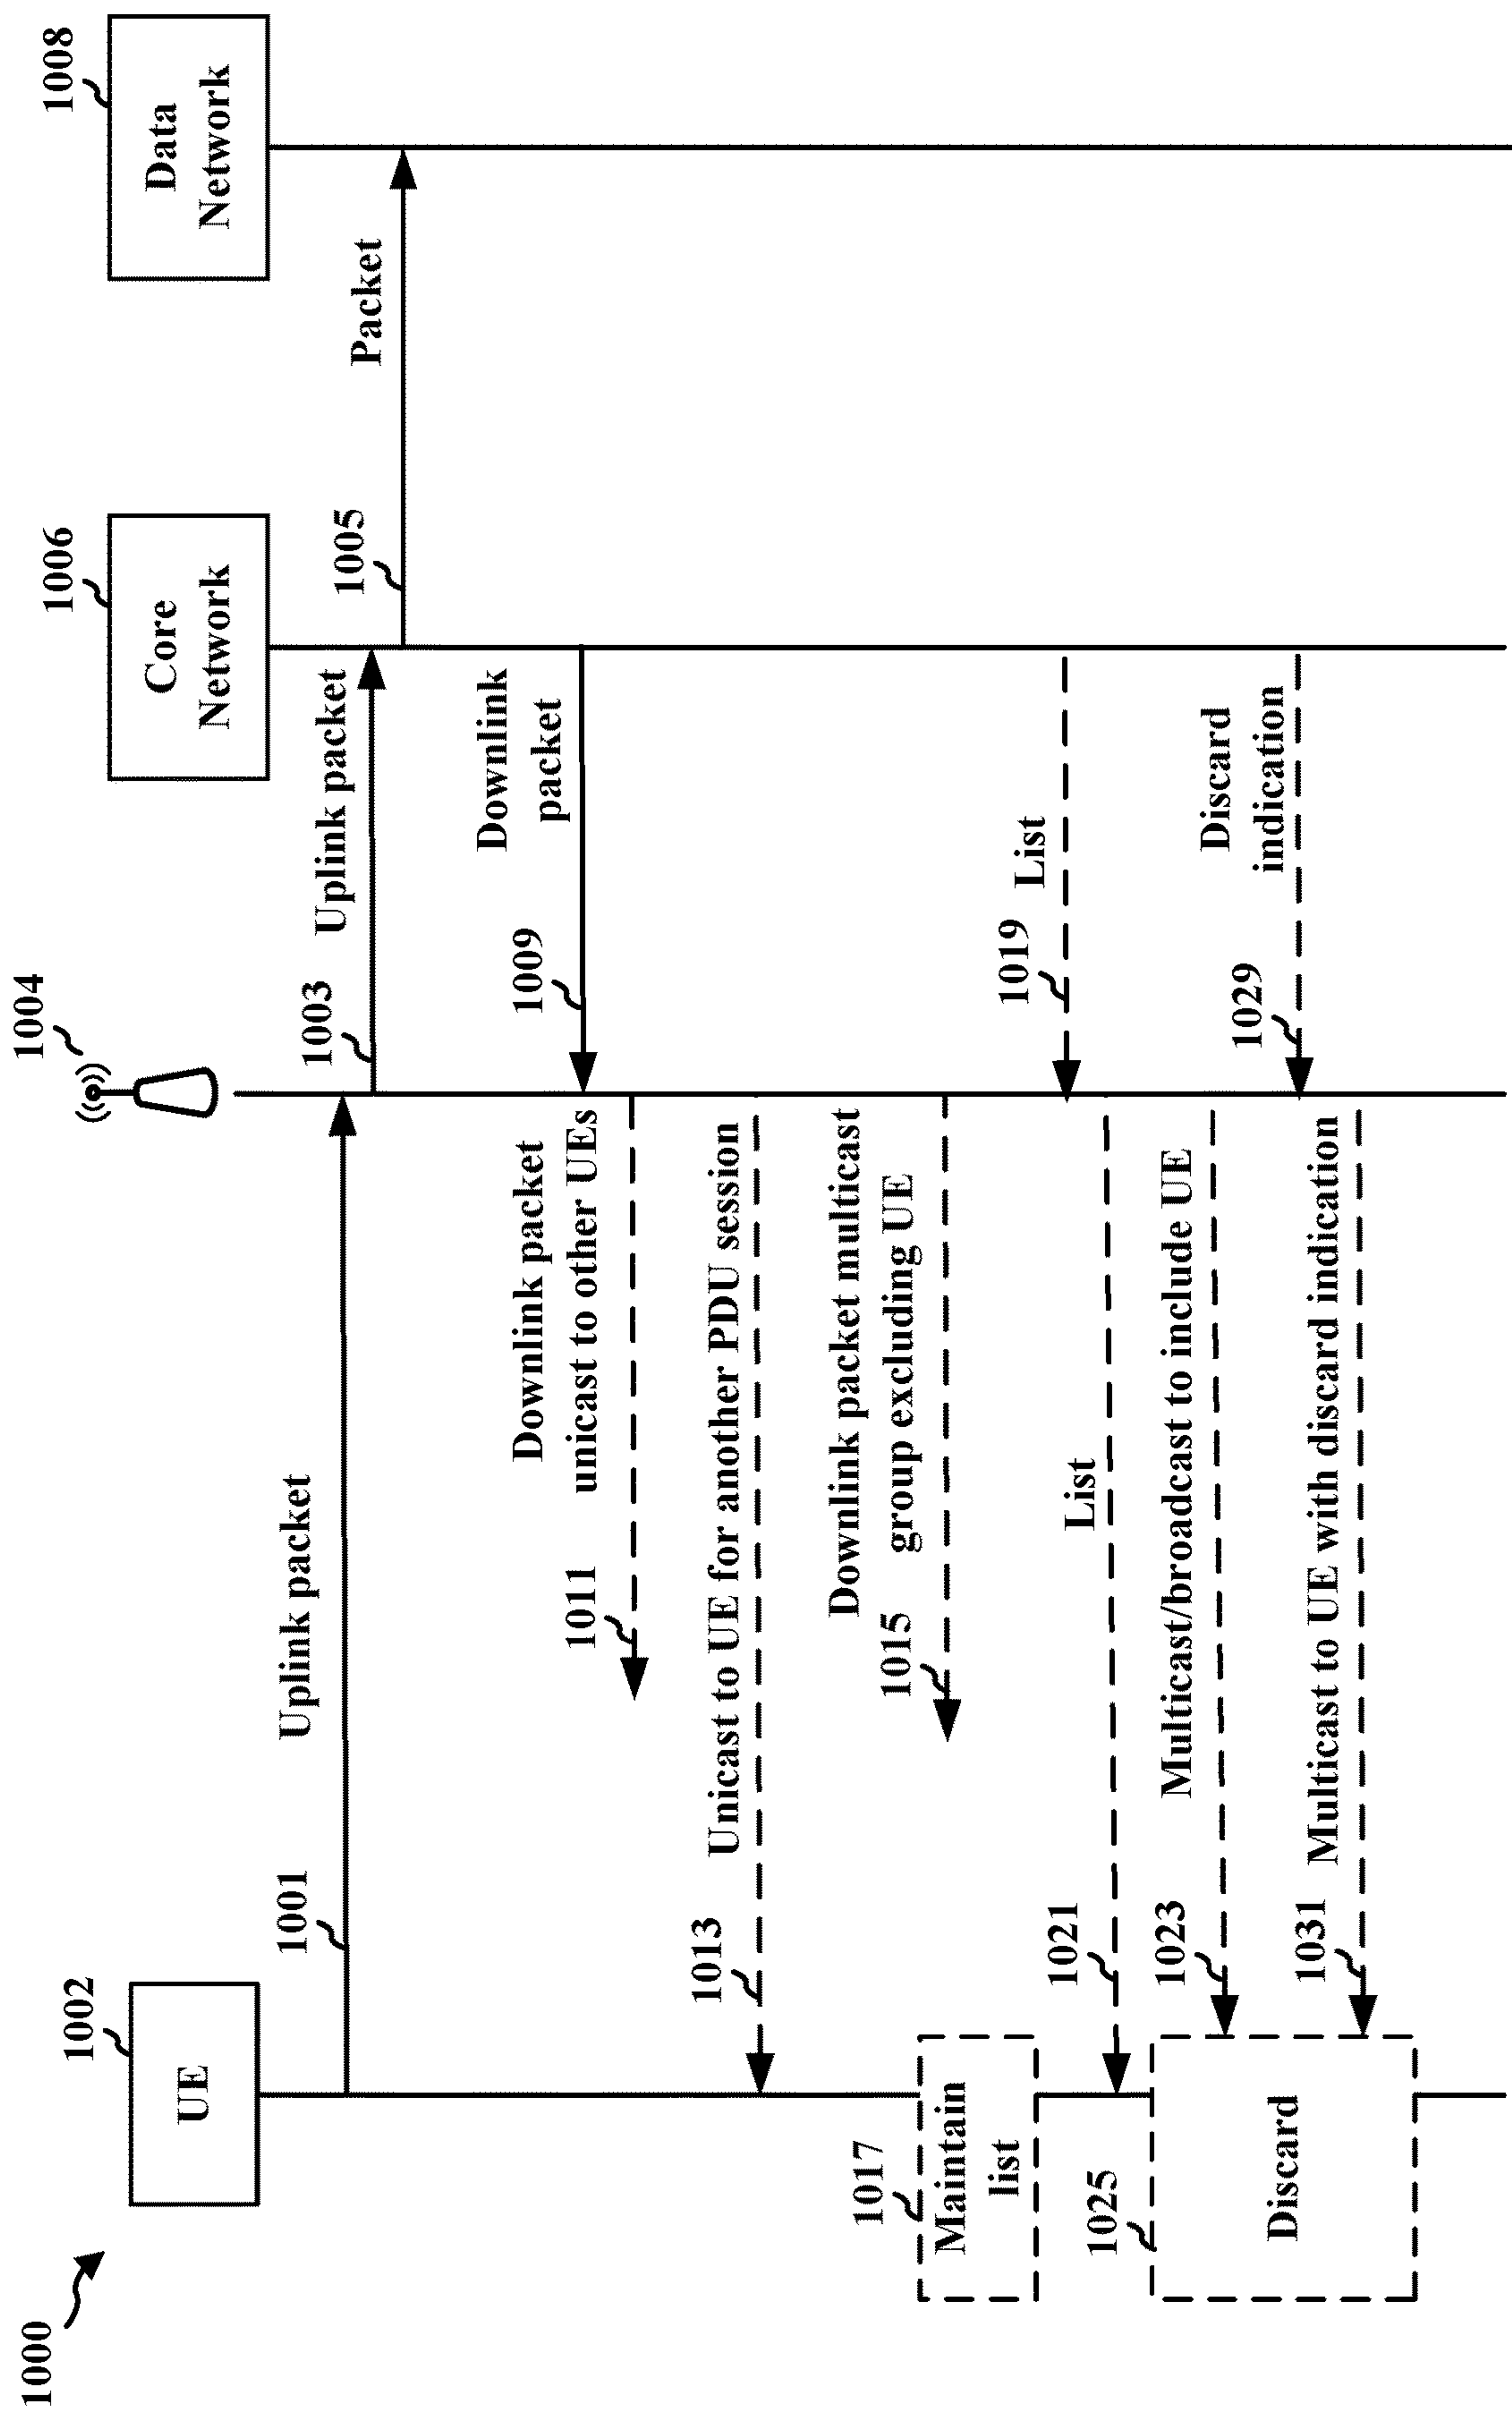 1000
1002
UE
1004
1006
Core
Network
1008
Data
Network
1001
Uplink packet
1003
Uplink packet
1005
Packet
1009
Downlink
packet
1011
Downlink packet
unicast to other UEs
1013
Unicast to UE for another PDU session
1015
Downlink packet multicast
group excluding UE
1017
Maintain
list
1019
List
1021
List
1023
Multicast/broadcast to include UE
1025
Discard
1029
Discard
indication
1031
Multicast to UE with discard indication